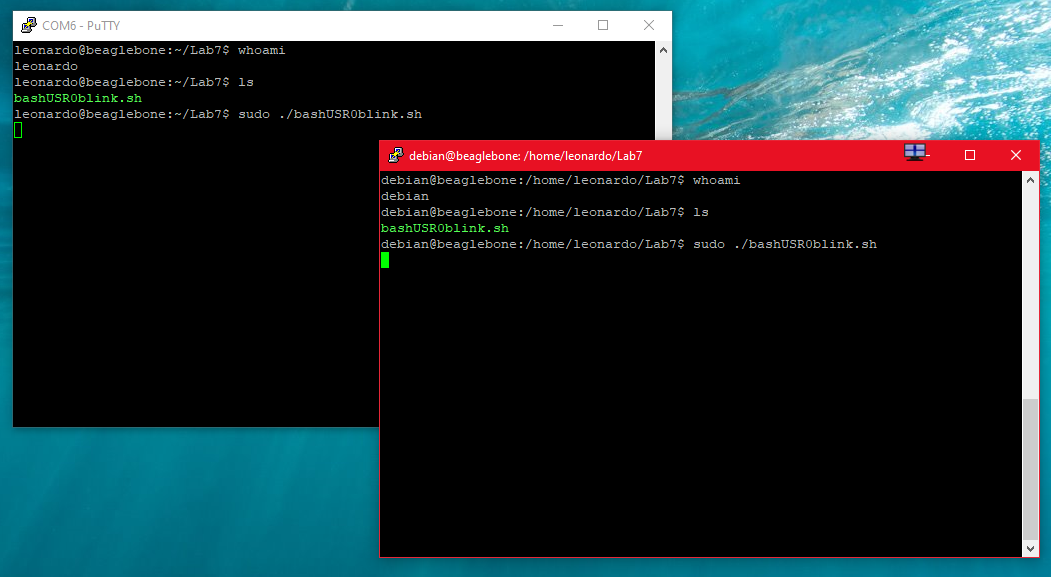 COM6 - PuTTY
leonardo@beaglebone:~/Lab7$ whoami
leonardo
leonardo@beaglebone:~/Lab7$ ls
bashUSR0blink.sh
leonardo@beaglebone:~/Lab7$ sudo ./bashUSR0blink.sh
debian@beaglebone: /home/leonardo/Lab7
debian@beaglebone:/home/leonardo/Lab7$ whoami
debian
debian@beaglebone:/home/leonardo/Lab7$ ls
bashUSR0blink.sh
debian@beaglebone:/home/leonardo/Lab7$ sudo ./bashUSR0blink.sh